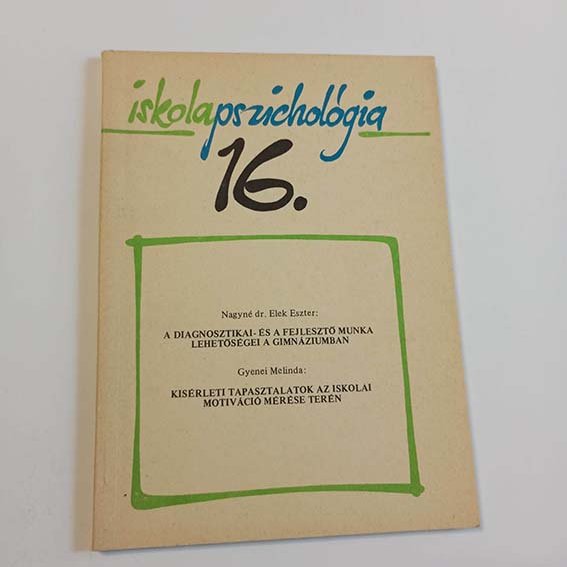 iskolapszichológia
16.
Nagyné dr. Elek Eszter:
A DIAGNOSZTIKAI- ÉS A FEJLESZTŐ MUNKA
LEHETŐSÉGEI A GIMNÁZIUMBAN
Gyenei Melinda:
KISÉRLETI TAPASZTALATOK AZ ISKOLAI
MOTIVÁCIÓ MÉRÉSE TERÉN